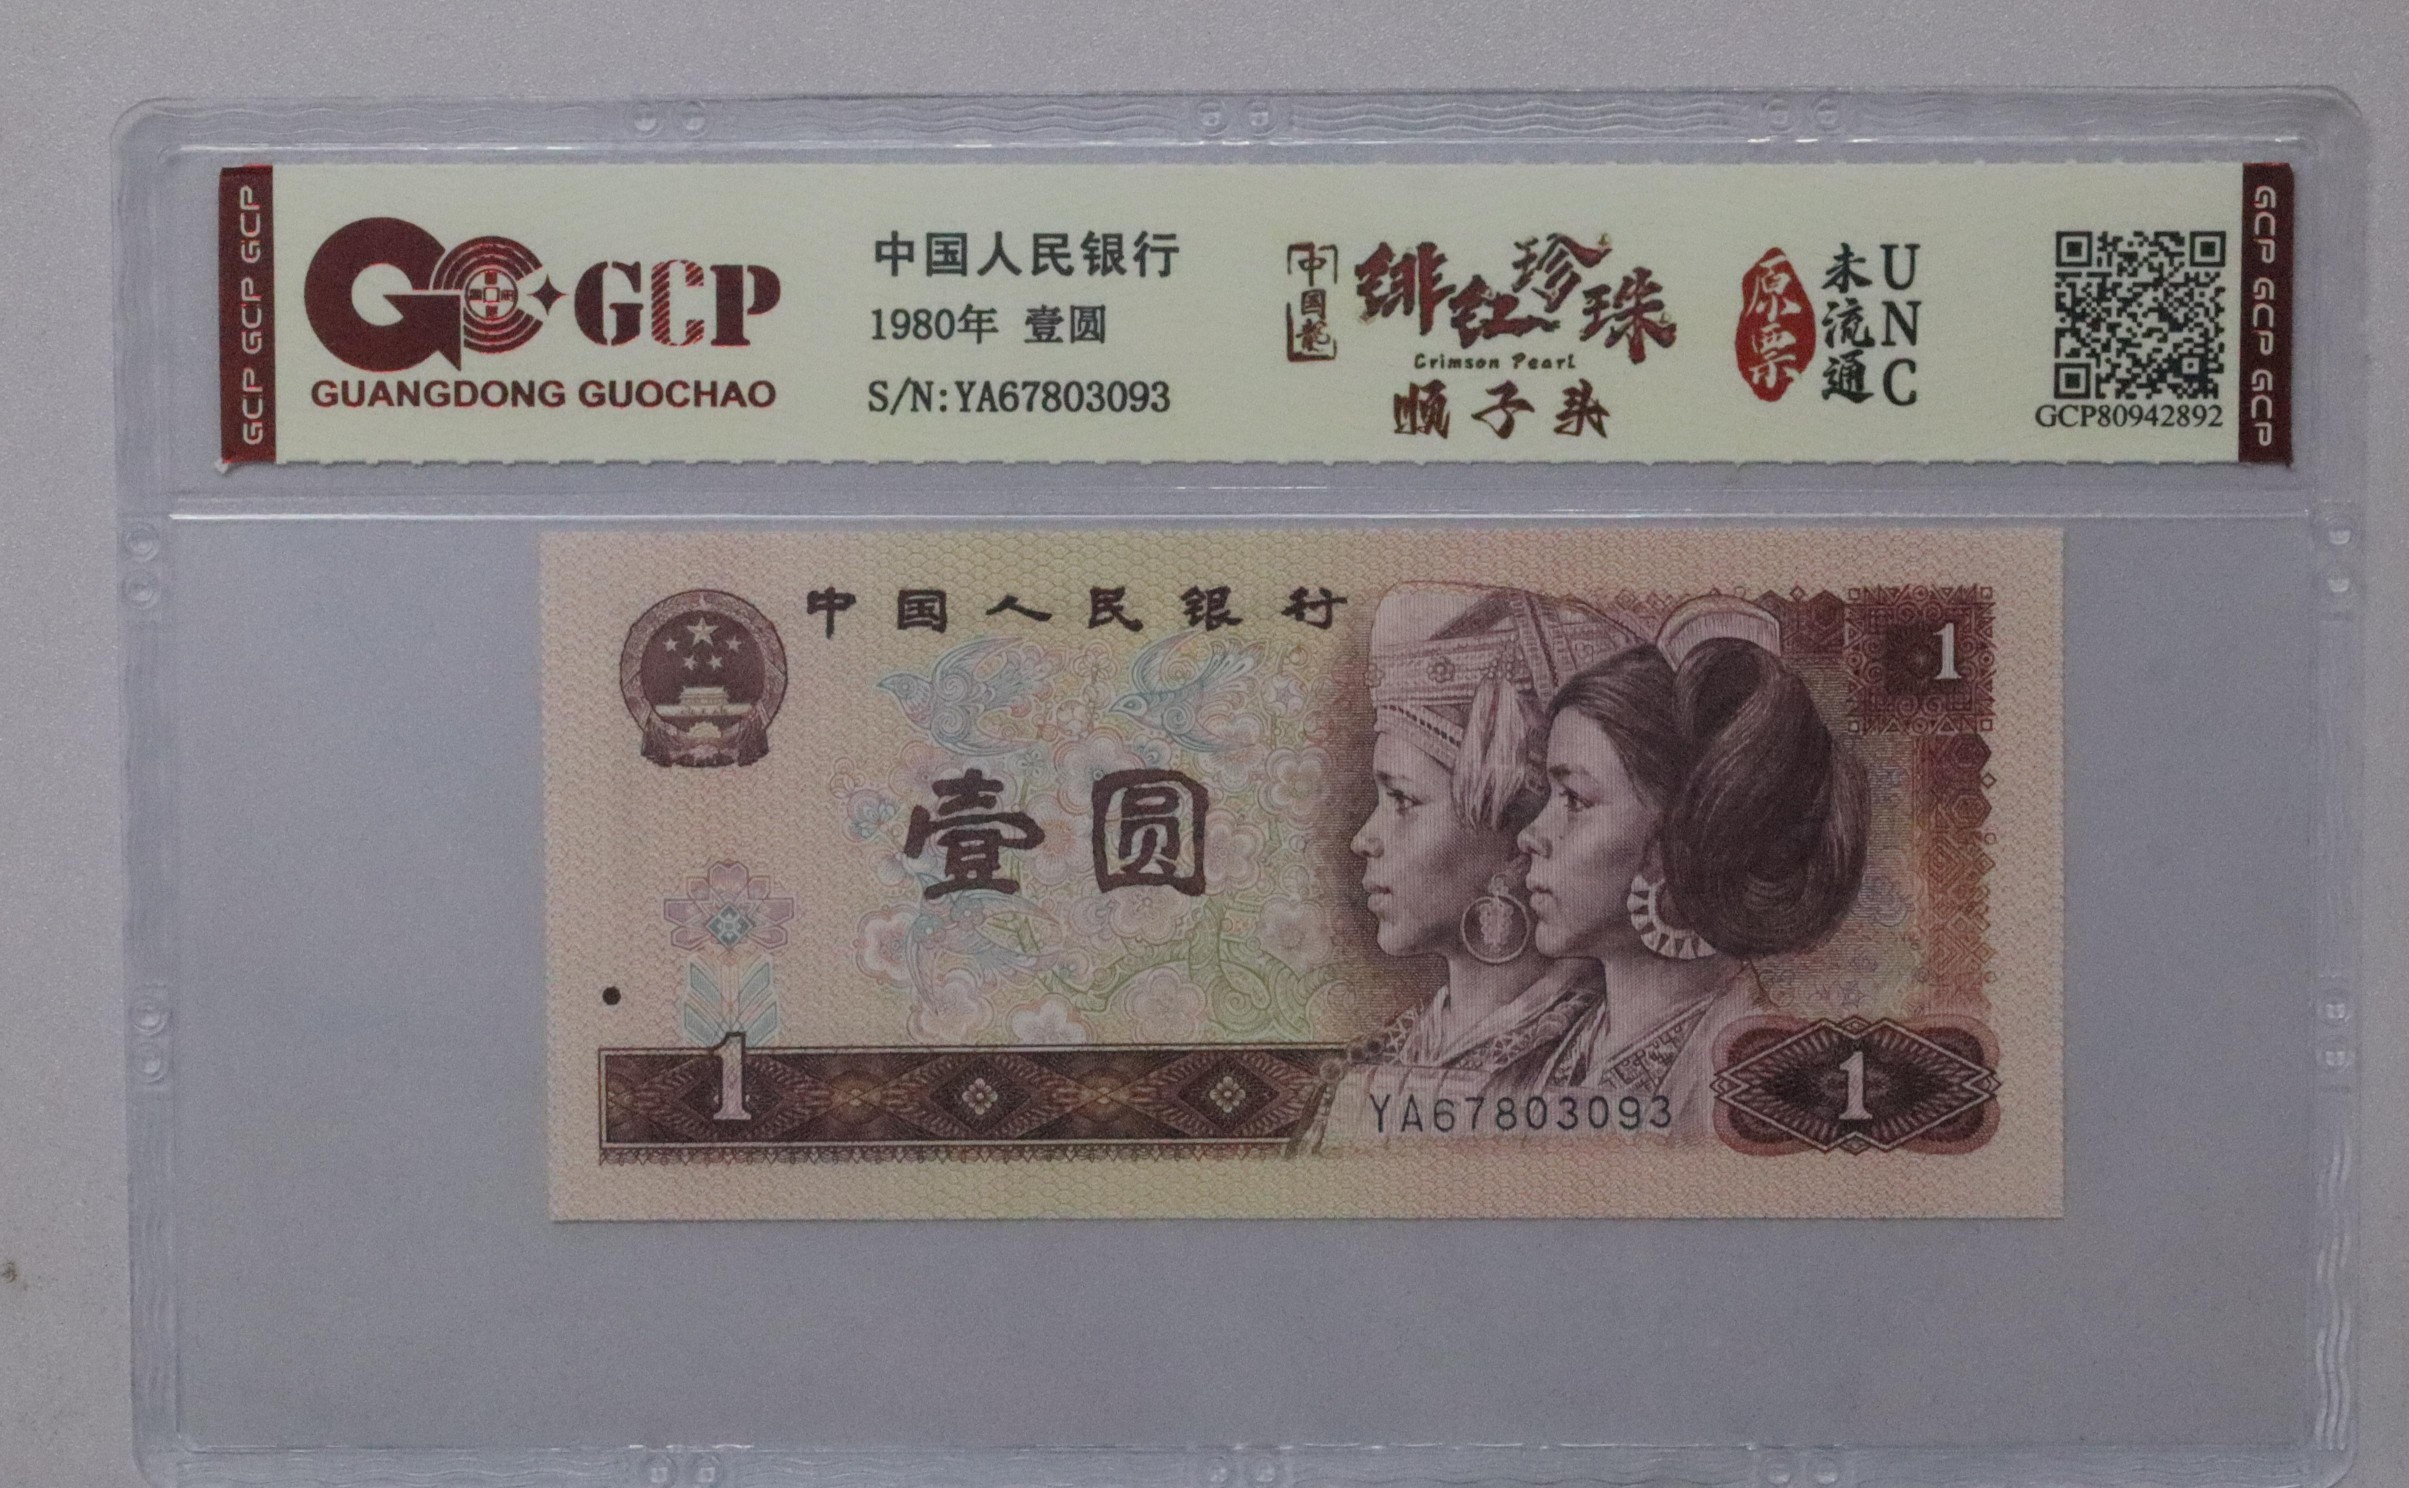 GCP GCP GCP
GCP
GUANGDONG GUOCHAO
中国人民银行
1980年 壹圆
S/N:YA67803093
中国龍
绯红珍珠
Crimson Pearl
顺子头
原票
未流通
UNC
GCP80942892
GCP GCP GCP
中国人民银行
1
壹圆
1
YA67803093
1